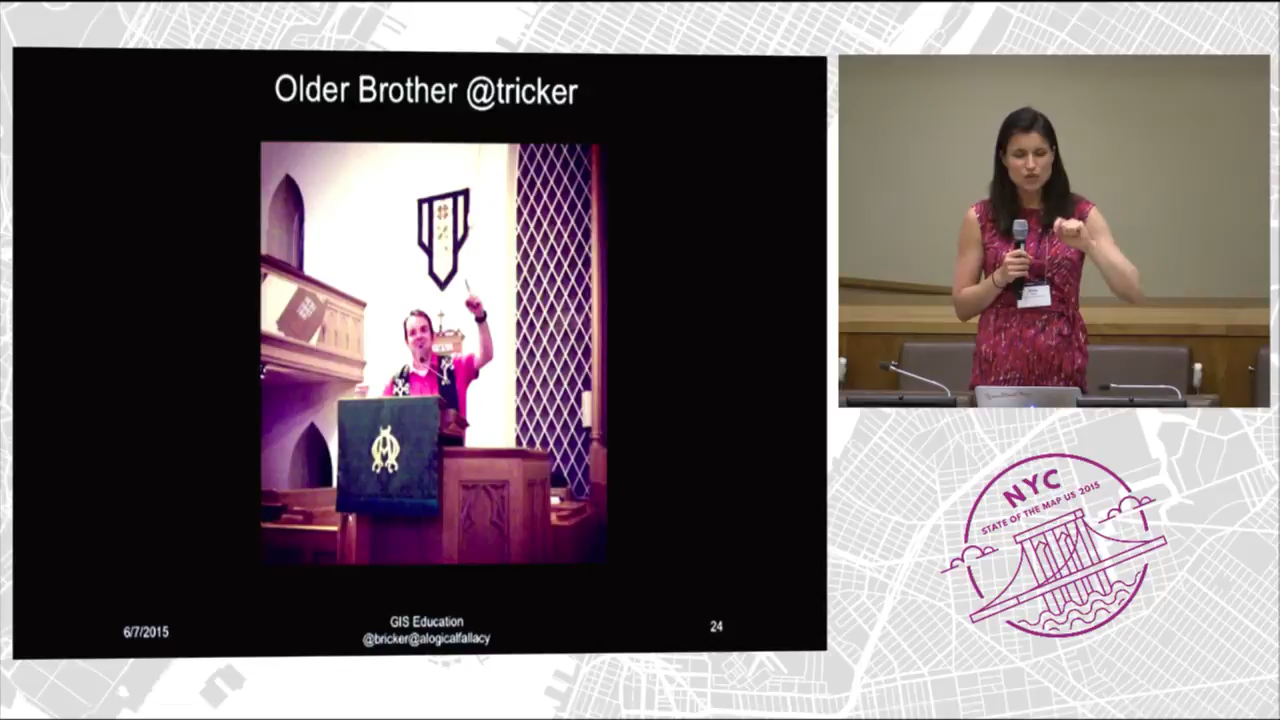 Older Brother @tricker
6/7/2015
GIS Education
@bricker@alogicalfallacy
24
NYC
STATE OF THE MAP US 2015